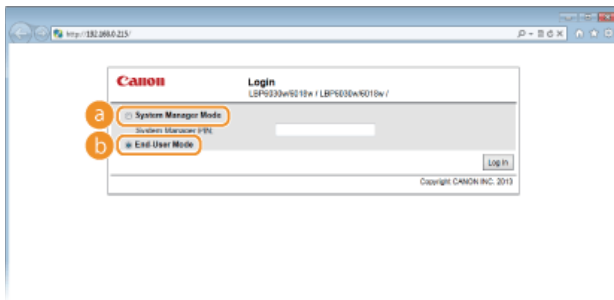 http://192.168.0.215/
Canon
Login
LBP6030w/6018w / LBP6030w/6018w /
a
System Manager Mode
System Manager PIN:
b
End-User Mode
Log In
Copyright CANON INC. 2013